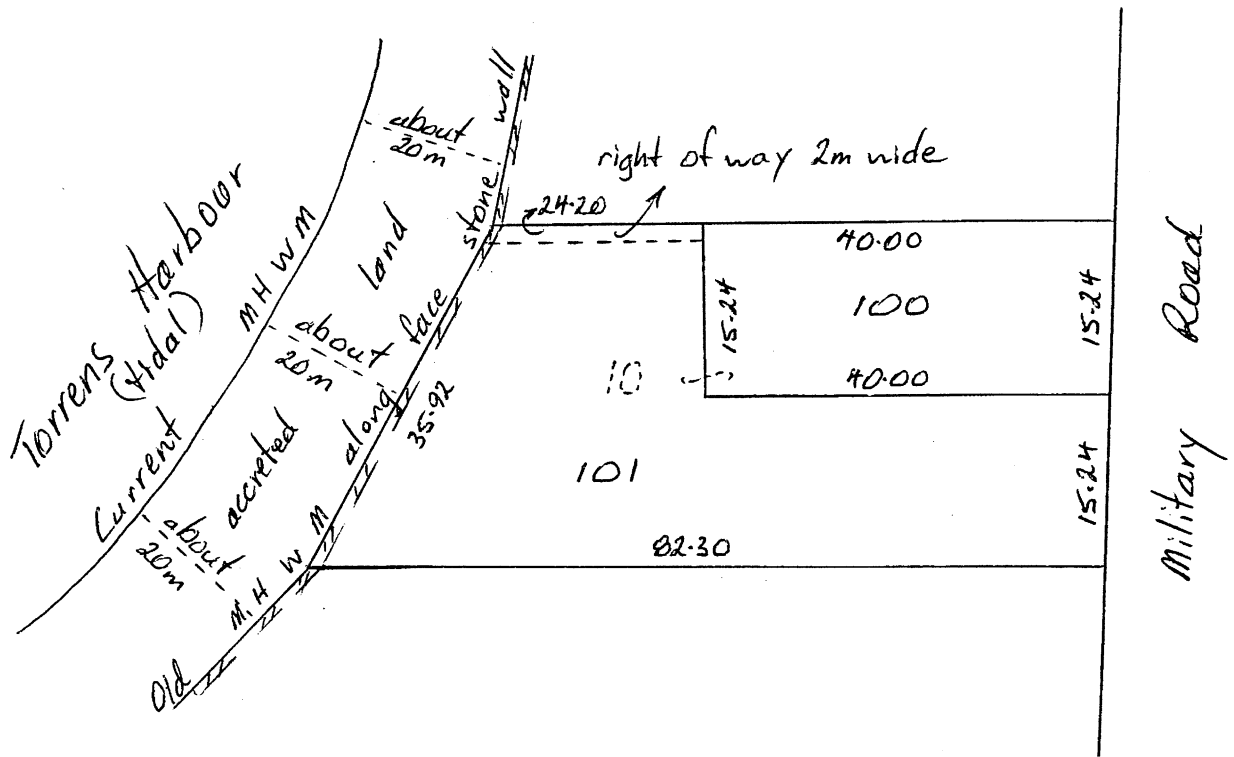 Torrens Harbour
(tidal)
Current M H W M
about
20m
about
20m
about
20m
accreted land
Old M.H W M along face stone wall
35.92
right of way 2m wide
24.20
40.00
15.24
100
15.24
40.00
10
101
15.24
82.30
Military Road